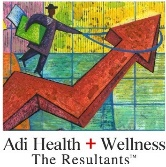 Adi Health + Wellness
The Resultants™